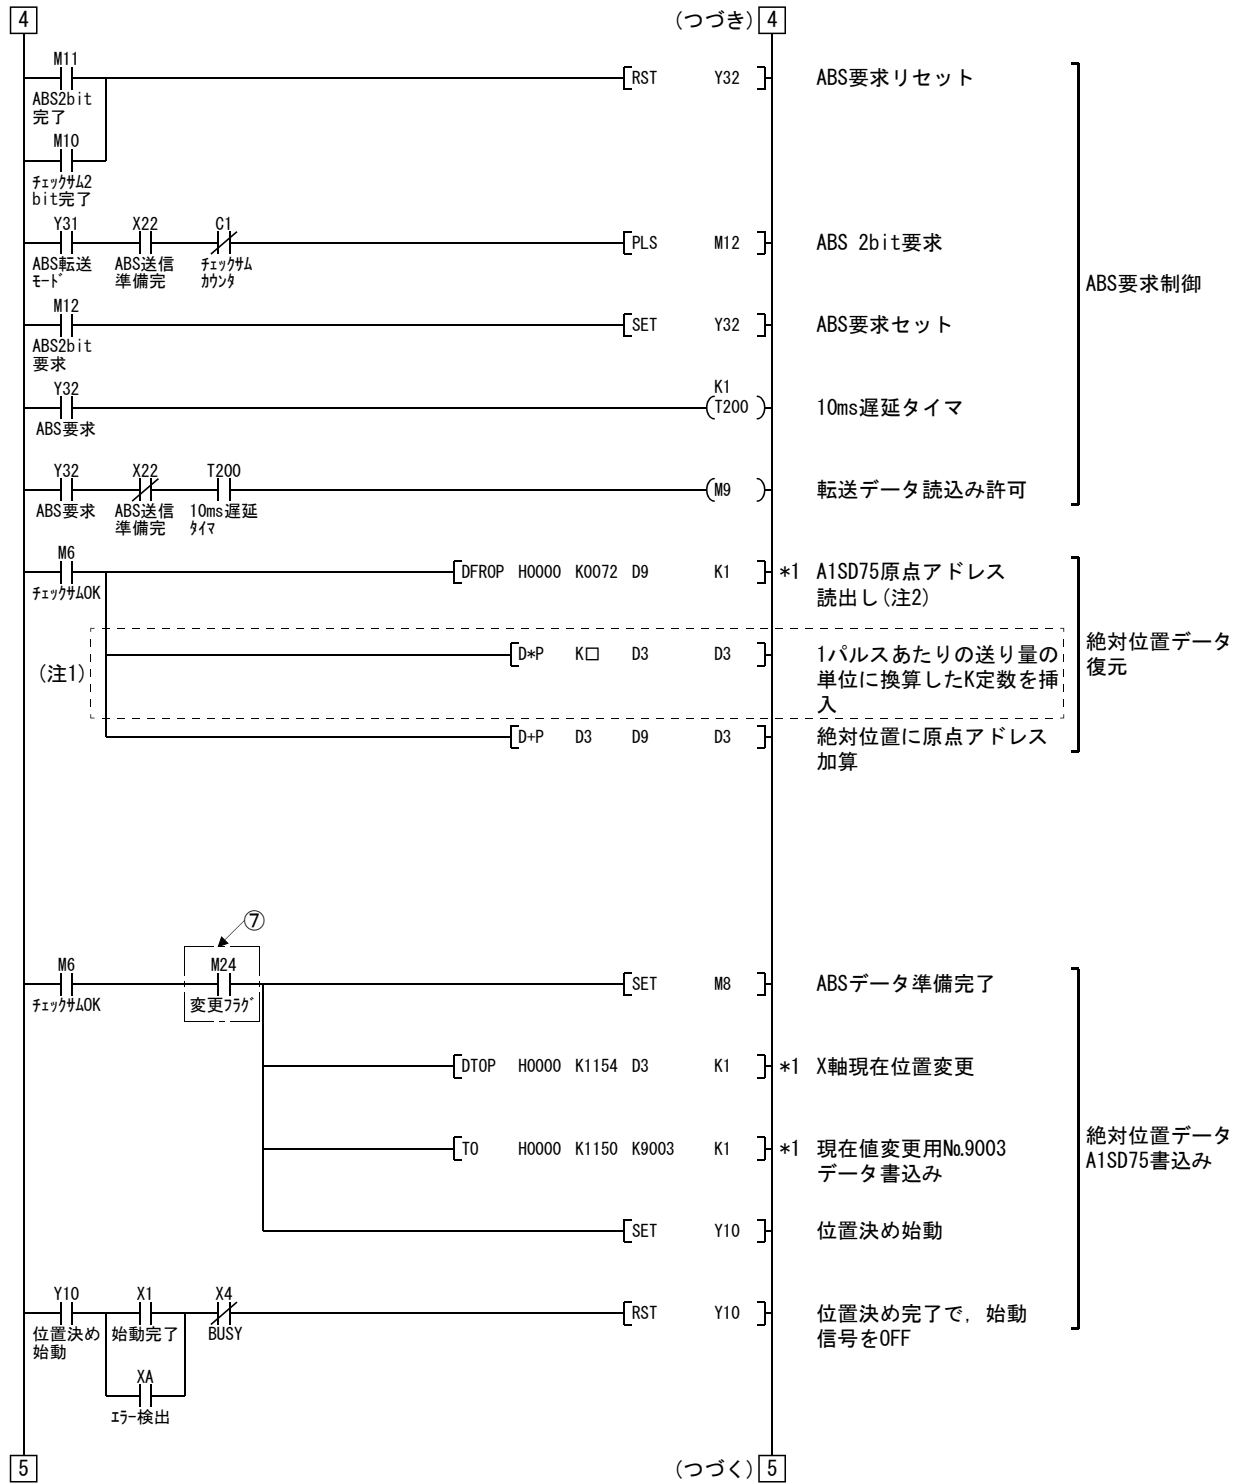 4 (つづき) 4
M11
RST Y32 ABS要求リセット
ABS2bit
完了
M10
ﾁｪｯｸｻﾑ2
bit完了
Y31 X22 C1
PLS M12 ABS 2bit要求
ABS転送 ABS送信 ﾁｪｯｸｻﾑ
ﾓｰﾄﾞ 準備完 ｶｳﾝﾀ
ABS要求制御
M12
SET Y32 ABS要求セット
ABS2bit
要求
Y32 K1
T200 10ms遅延タイマ
ABS要求
Y32 X22 T200
M9 転送データ読込み許可
ABS要求 ABS送信 10ms遅延
準備完 ﾀｲﾏ
M6
DFROP H0000 K0072 D9 K1 *1 A1SD75原点アドレス
ﾁｪｯｸｻﾑOK 読出し(注2)
(注1)
D*P K□ D3 D3 1パルスあたりの送り量の
単位に換算したK定数を挿
入
絶対位置データ
復元
D+P D3 D9 D3 絶対位置に原点アドレス
加算
⑦
M6 M24
SET M8 ABSデータ準備完了
ﾁｪｯｸｻﾑOK 変更ﾌﾗｸﾞ
DTOP H0000 K1154 D3 K1 *1 X軸現在位置変更
TO H0000 K1150 K9003 K1 *1 現在値変更用№9003
データ書込み
絶対位置データ
A1SD75書込み
SET Y10 位置決め始動
Y10 X1 X4
RST Y10 位置決め完了で，始動
信号をOFF
位置決め 始動完了 BUSY
始動
XA
ｴﾗｰ検出
5 (つづく) 5